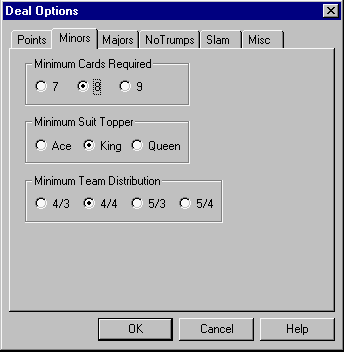 Deal Options
Points Minors Majors NoTrumps Slam Misc
Minimum Cards Required
7 8 9
Minimum Suit Topper
Ace King Queen
Minimum Team Distribution
4/3 4/4 5/3 5/4
OK Cancel Help